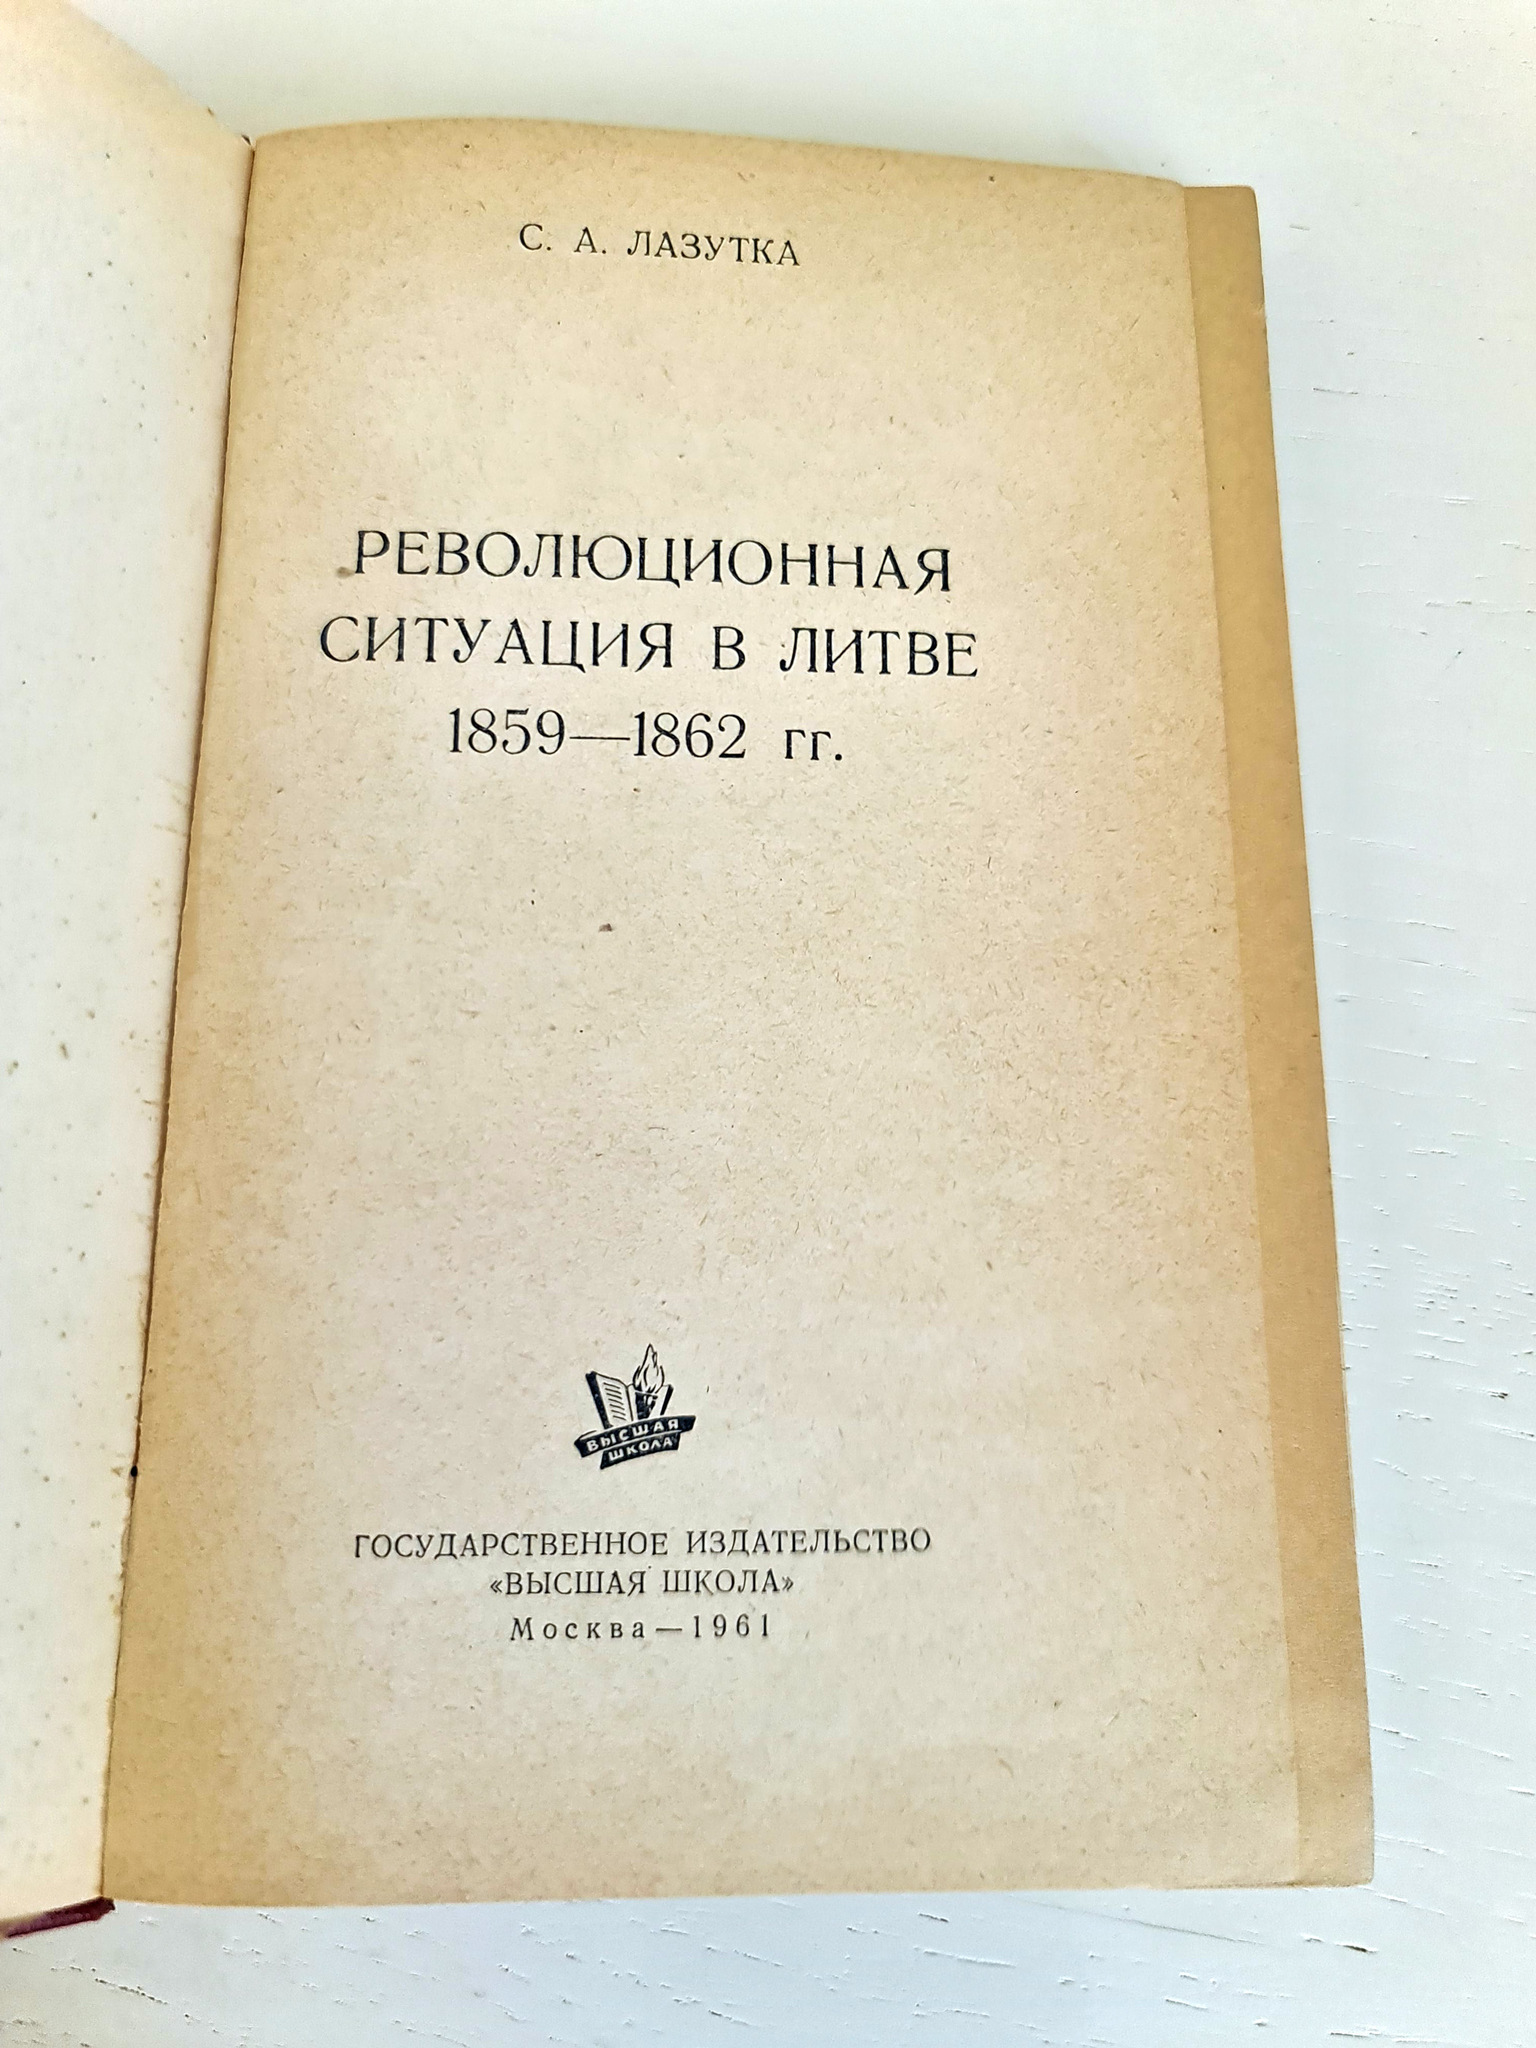 С. А. ЛАЗУТКА
РЕВОЛЮЦИОННАЯ
СИТУАЦИЯ В ЛИТВЕ
1859—1862 гг.
ВЫСШАЯ
ШКОЛА
ГОСУДАРСТВЕННОЕ ИЗДАТЕЛЬСТВО
«ВЫСШАЯ ШКОЛА»
Москва—1961